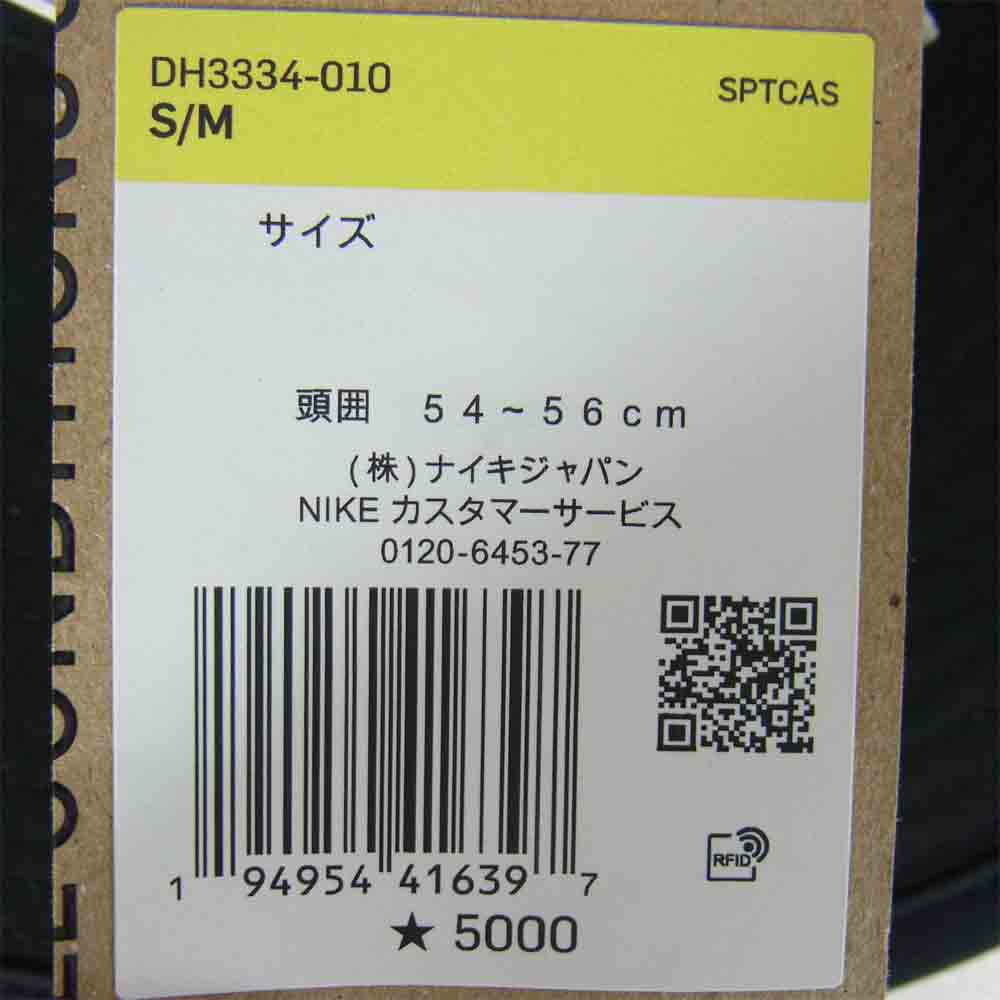 DH3334-010
SPTCAS
S/M
サイズ
頭囲 54~56cm
(株)ナイキジャパン
NIKE カスタマーサービス
0120-6453-77
RFID
1 94954 41639 7
★ 5000